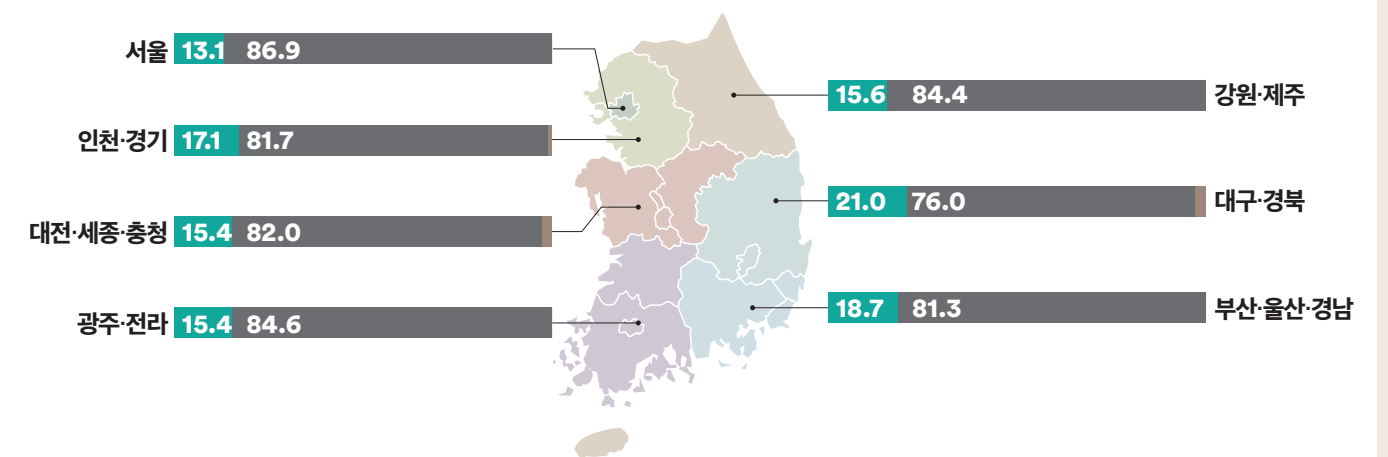 서울 13.1 86.9
인천·경기 17.1 81.7
대전·세종·충청 15.4 82.0
광주·전라 15.4 84.6
15.6 84.4 강원·제주
21.0 76.0 대구·경북
18.7 81.3 부산·울산·경남